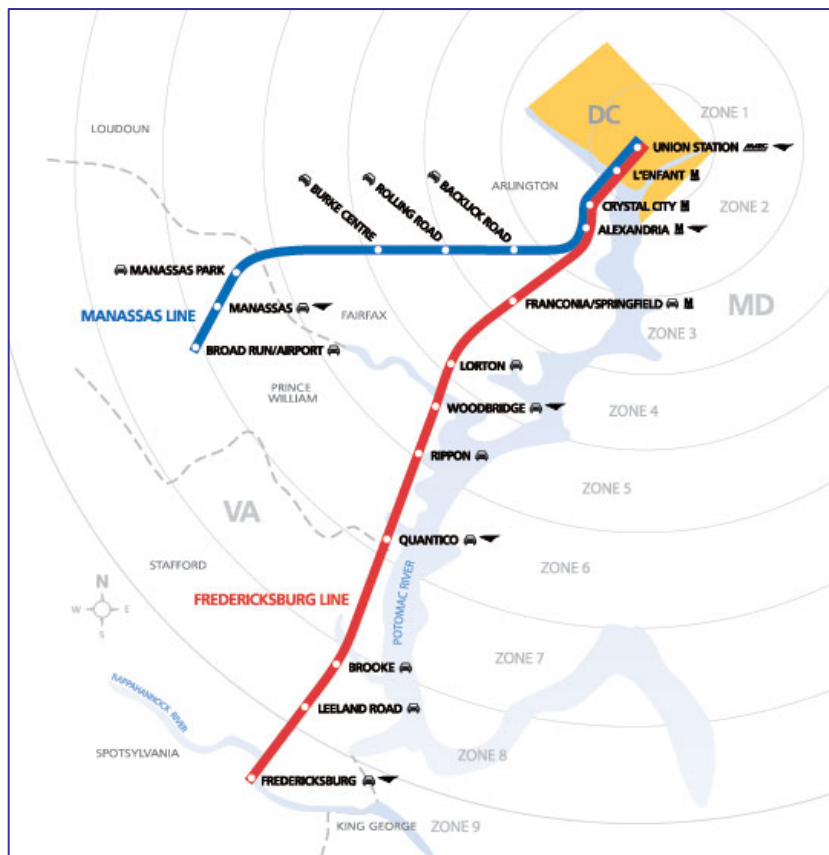 DC
ZONE 1
LOUDOUN
UNION STATION MARC
ARLINGTON
L'ENFANT M
BURKE CENTRE
ROLLING ROAD
BACKLICK ROAD
CRYSTAL CITY M
ZONE 2
ALEXANDRIA M
MANASSAS PARK
MANASSAS
MANASSAS LINE
FAIRFAX
FRANCONIA/SPRINGFIELD M
MD
ZONE 3
BROAD RUN/AIRPORT
LORTON
PRINCE
WILLIAM
WOODBRIDGE
ZONE 4
RIPPON
ZONE 5
VA
QUANTICO
STAFFORD
ZONE 6
N
W E
S
FREDERICKSBURG LINE
POTOMAC RIVER
BROOKE
ZONE 7
RAPPAHANNOCK
RIVER
LEELAND ROAD
SPOTSYLVANIA
ZONE 8
FREDERICKSBURG
KING GEORGE
ZONE 9